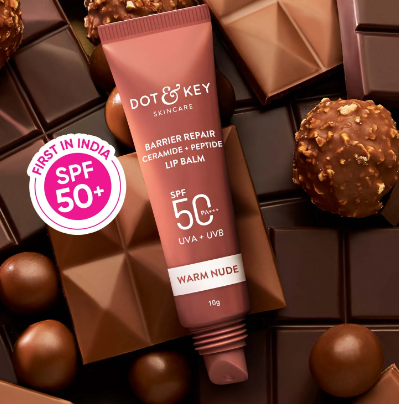 DOT & KEY
SKINCARE
BARRIER REPAIR
CERAMIDE + PEPTIDE
LIP BALM
SPF
50 PA+++
UVA + UVB
WARM NUDE
10g
FIRST IN INDIA
SPF
50+